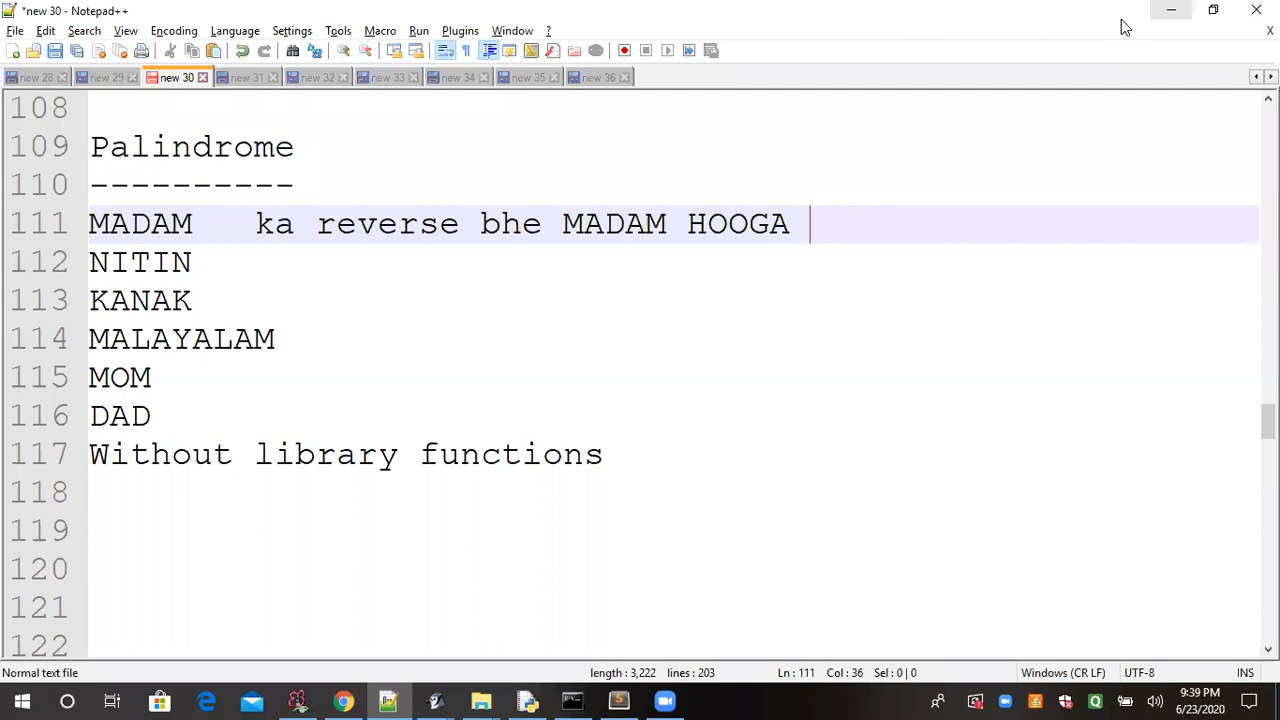 *new 30 - Notepad++
File Edit Search View Encoding Language Settings Tools Macro Run Plugins Window ? X
new 28 new 29 new 30 new 31 new 32 new 33 new 34 new 35 new 36
108
109 Palindrome
110 ----------
111 MADAM   ka reverse bhe MADAM HOOGA
112 NITIN
113 KANAK
114 MALAYALAM
115 MOM
116 DAD
117 Without library functions
118
119
120
121
122
Normal text file length : 3,222 lines : 203 Ln : 111 Col : 36 Sel : 0 | 0 Windows (CR LF) UTF-8 INS
9:39 PM
6/23/2020